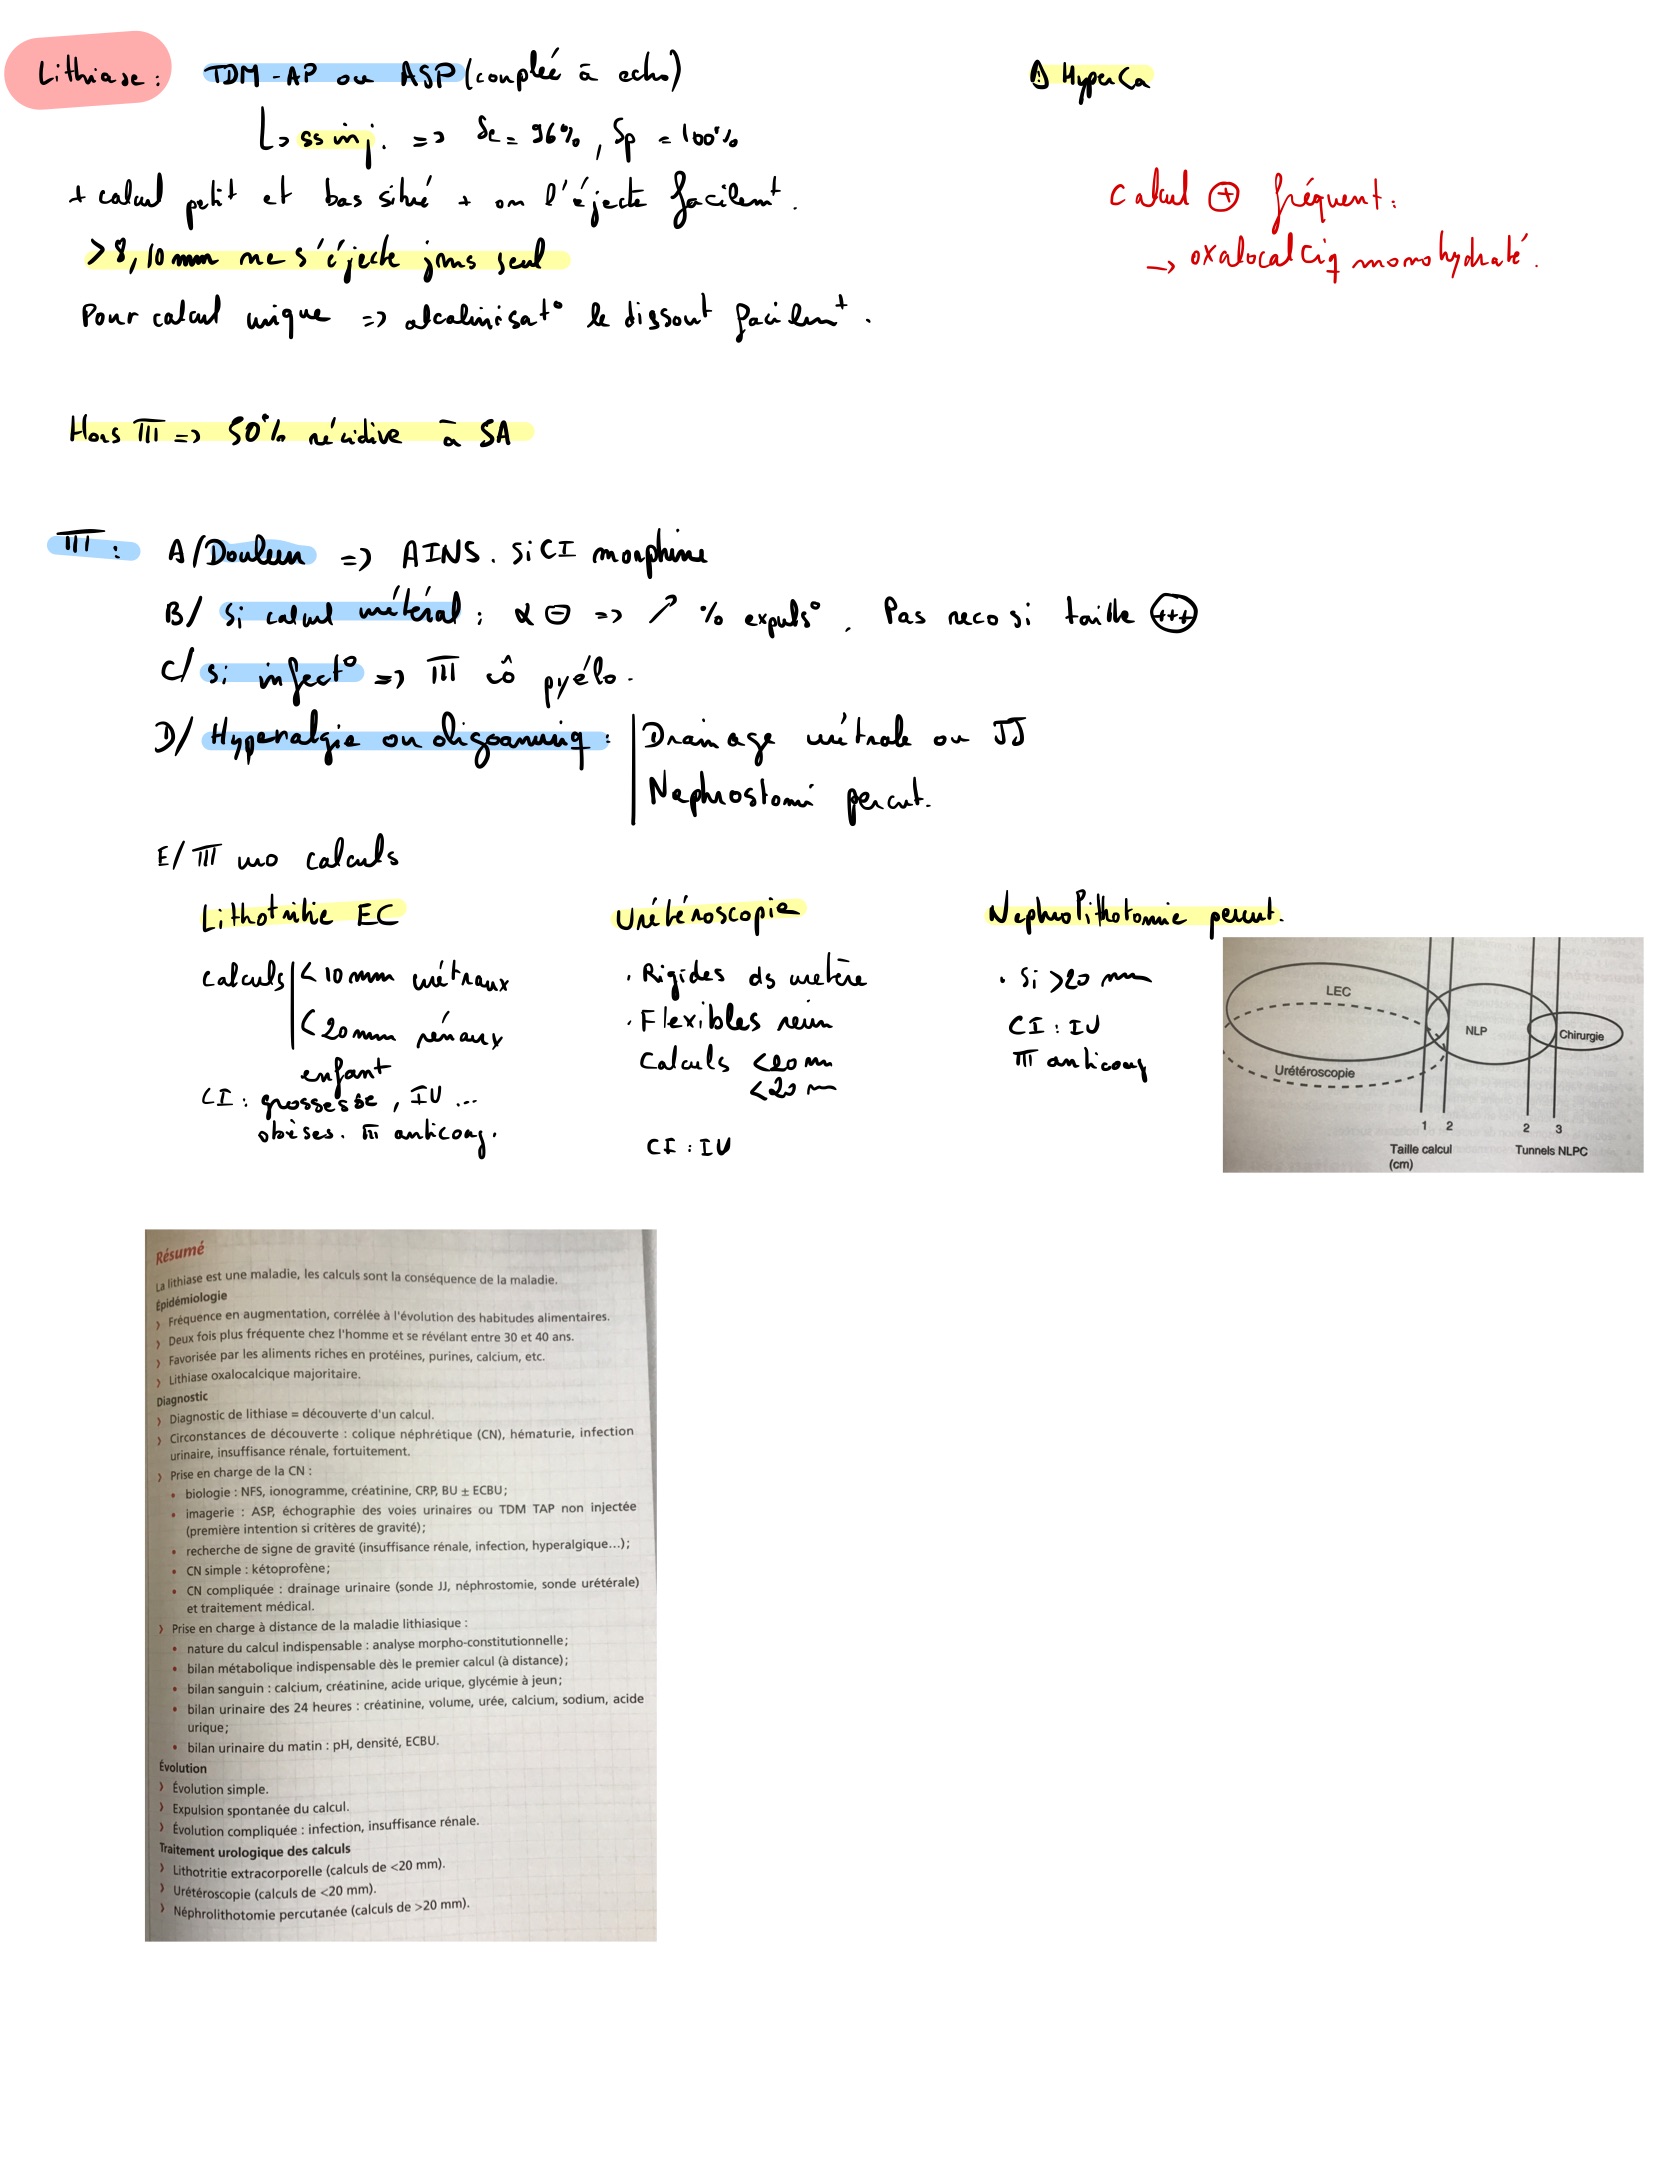 Lithiase : TDM-AP ou ASP (couplée à echo)
⚠ HyperCa
↳ ss inj. => Se = 96%, Sp = 100%
+ calcul petit et bas situé + on l'éjecte facilemt.
> 8, 10 mm ne s'éjecte jms seul
Calcul ⊕ fréquent :
→ oxalocalciq monohydraté.
Pour calcul urique => alcalinisat° le dissout facilemt.
Hors TTT => 50% récidive à 5A
TTT : A/ Douleur => AINS. Si CI morphine
B/ Si calcul urétéral : α ⊖ => ↗ % expuls°. Pas reco si taille +++
C/ Si infect° => TTT cô pyélo.
D/ Hyperalgie ou oligoanuriq : Drainage urétrale ou JJ
Nephrostomi percut.
E/ TTT uro calculs
Lithotritie EC
calculs < 10 mm urétéraux
< 20 mm rénaux
enfant
CI : grossesse, IU ...
obèses. TTT anticoag.
Urétéroscopie
. Rigides ds uretère
. Flexibles rein
Calculs <20 mm
<20 m
CI : IU
Nephrolithotomie percut.
. Si >20 mm
CI : IU
TTT anticoag
LEC
NLP
Chirurgie
Urétéroscopie
1 2 2 3
Taille calcul (cm)
Tunnels NLPC
Résumé
La lithiase est une maladie, les calculs sont la conséquence de la maladie.
Épidémiologie
› Fréquence en augmentation, corrélée à l'évolution des habitudes alimentaires.
› Deux fois plus fréquente chez l'homme et se révélant entre 30 et 40 ans.
› Favorisée par les aliments riches en protéines, purines, calcium, etc.
› Lithiase oxalocalcique majoritaire.
Diagnostic
› Diagnostic de lithiase = découverte d'un calcul.
› Circonstances de découverte : colique néphrétique (CN), hématurie, infection
urinaire, insuffisance rénale, fortuitement.
› Prise en charge de la CN :
• biologie : NFS, ionogramme, créatinine, CRP, BU ± ECBU;
• imagerie : ASP, échographie des voies urinaires ou TDM TAP non injectée
(première intention si critères de gravité);
• recherche de signe de gravité (insuffisance rénale, infection, hyperalgique...);
• CN simple : kétoprofène;
• CN compliquée : drainage urinaire (sonde JJ, néphrostomie, sonde urétérale)
et traitement médical.
› Prise en charge à distance de la maladie lithiasique :
• nature du calcul indispensable : analyse morpho-constitutionnelle;
• bilan métabolique indispensable dès le premier calcul (à distance);
• bilan sanguin : calcium, créatinine, acide urique, glycémie à jeun;
• bilan urinaire des 24 heures : créatinine, volume, urée, calcium, sodium, acide
urique;
• bilan urinaire du matin : pH, densité, ECBU.
Évolution
› Évolution simple.
› Expulsion spontanée du calcul.
› Évolution compliquée : infection, insuffisance rénale.
Traitement urologique des calculs
› Lithotritie extracorporelle (calculs de <20 mm).
› Urétéroscopie (calculs de <20 mm).
› Néphrolithotomie percutanée (calculs de >20 mm).